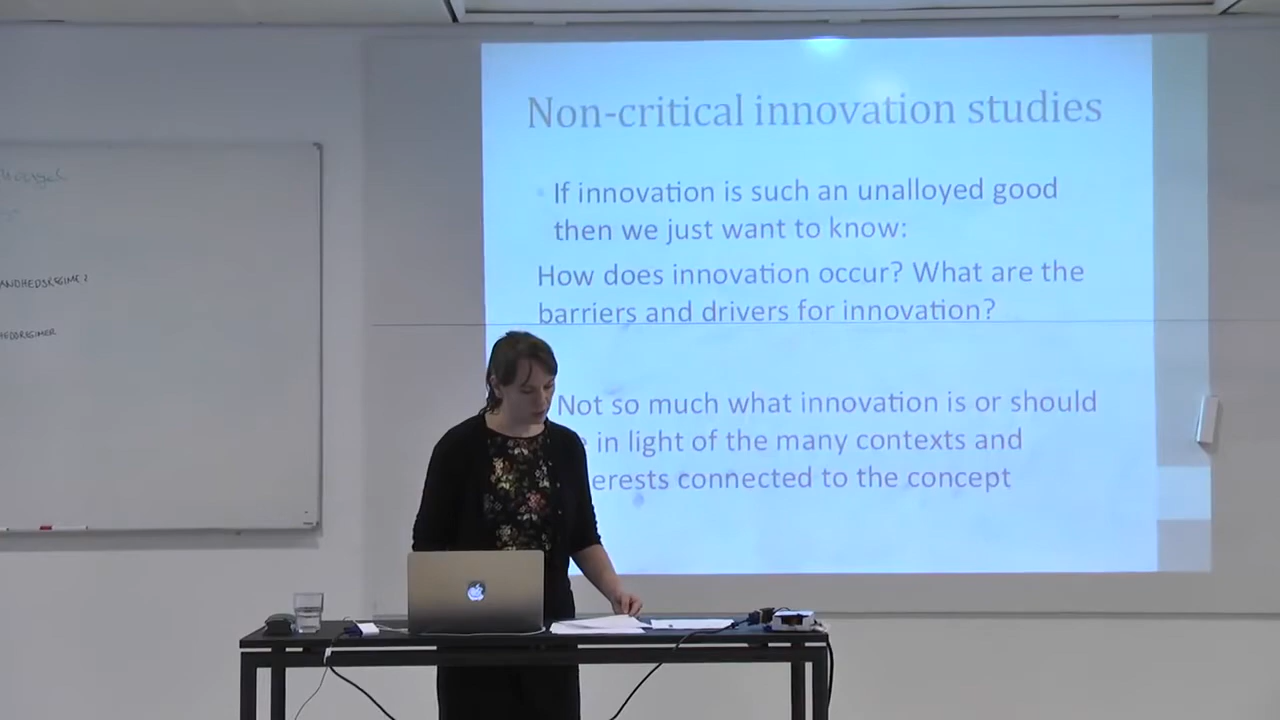 Non-critical innovation studies
If innovation is such an unalloyed good
then we just want to know:
How does innovation occur? What are the
barriers and drivers for innovation?
Not so much what innovation is or should
in light of the many contexts and
erests connected to the concept